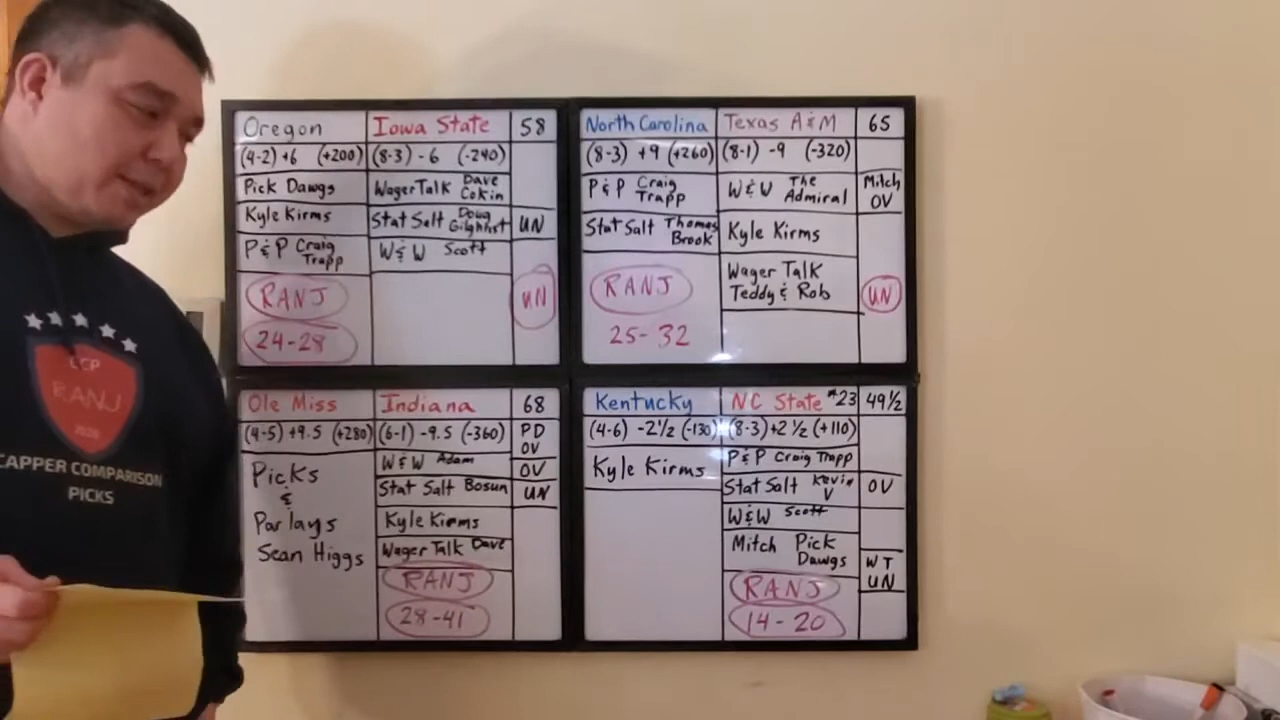 Oregon Iowa State 58
(4-2) +6 (+200) (8-3) -6 (-240)
Pick Dawgs WagerTalk Dave Cokin
Kyle Kirms Stat Salt Doug UN
P & P Craig Trapp W & W Scott
RANJ UN
24-28
North Carolina Texas A&M 65
(8-3) +9 (+260) (8-1) -9 (-320)
P & P Craig Trapp W & W The Admiral Mitch OV
Stat Salt Thomas Brook Kyle Kirms
RANJ Wager Talk Teddy & Rob UN
25-32
Ole Miss Indiana 68
(4-5) +9.5 (+280) (6-1) -9.5 (-360) PD OV
Picks & Parlays Sean Higgs
W & W Adam OV
Stat Salt Bosun UN
Kyle Kirms
Wager Talk Dave
RANJ
28-41
Kentucky NC State #23 49½
(4-6) -2½ (-130) (8-3) +2½ (+110)
Kyle Kirms P & P Craig Trapp
Stat Salt Kevin V OV
W&W Scott
Mitch Pick Dawgs WT UN
RANJ
14-20
CCP
RANJ
2020
CAPPER COMPARISON
PICKS